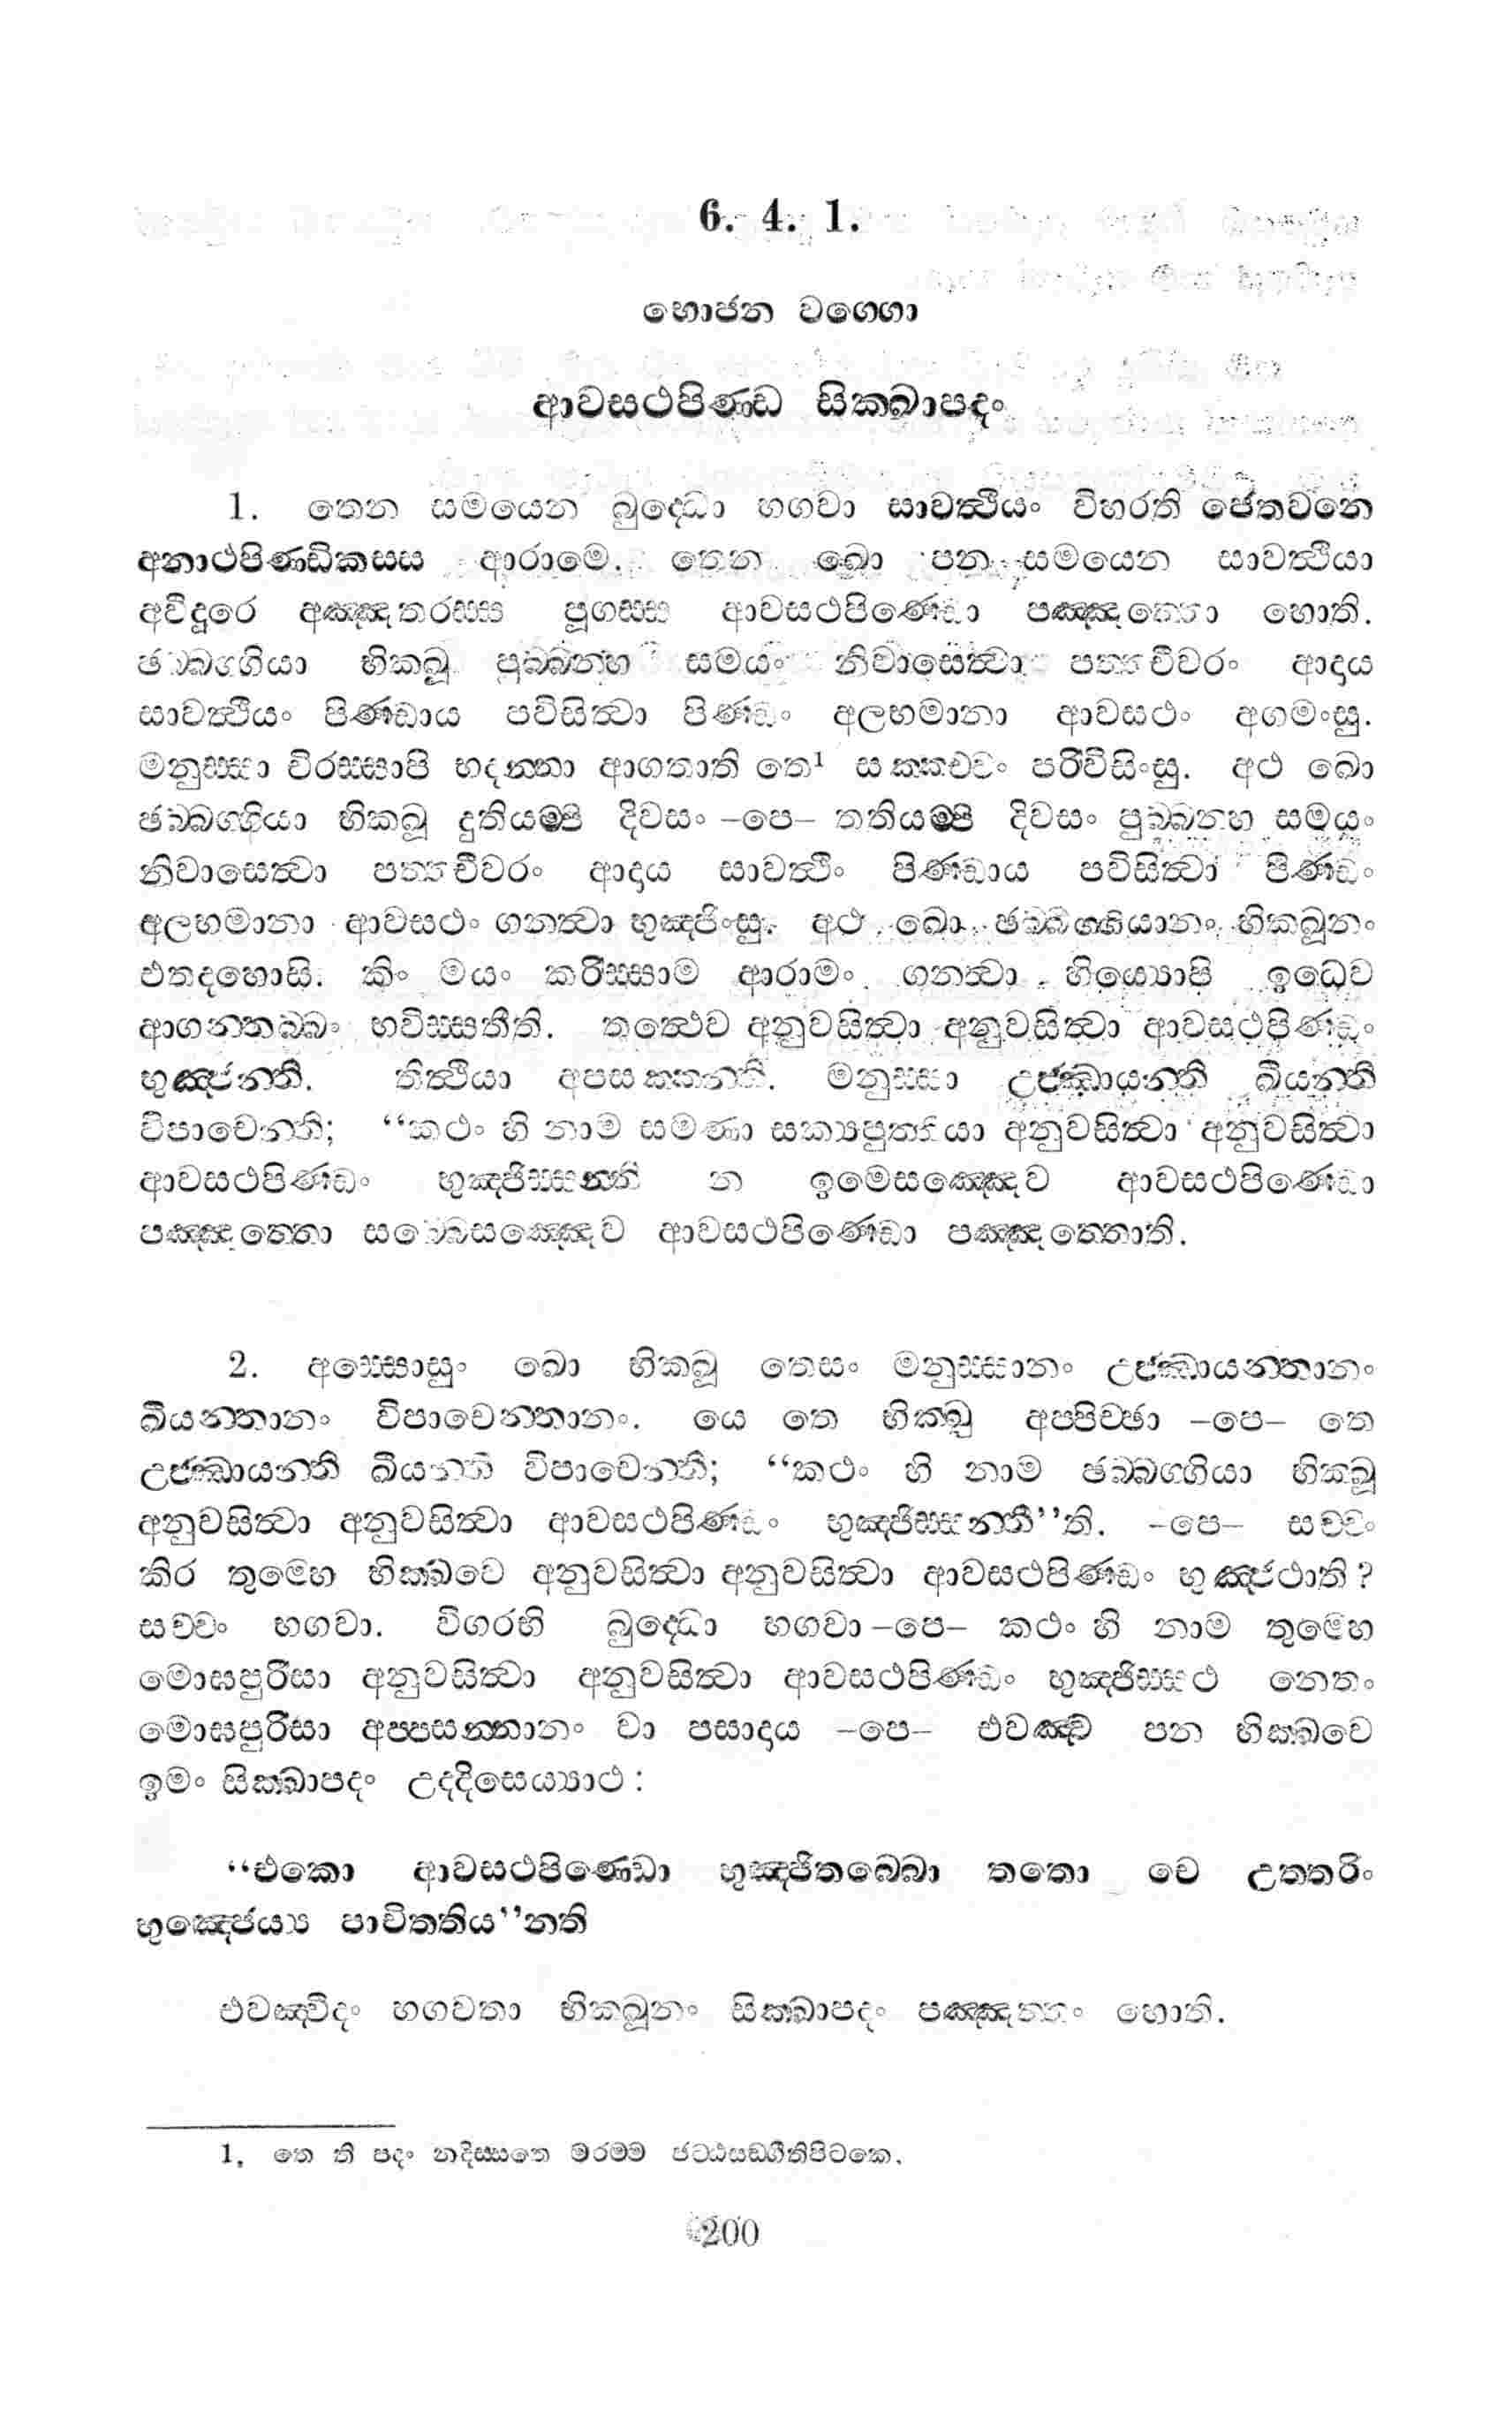 6. 4. 1.
භොජන වග්ගො
ආවසථපිණ්ඩ සික්ඛාපදං
1. තෙන සමයෙන බුද්ධො භගවා සාවත්ථියං විහරති ජේතවනෙ
අනාථපිණ්ඩිකස්ස ආරාමෙ. තෙන ඛො පන සමයෙන සාවත්ථියා
අවිදූරෙ අඤ්ඤතරස්ස පූගස්ස ආවසථපිණ්ඩො පඤ්ඤත්තො හොති.
ඡබ්බග්ගියා භික්ඛූ පුබ්බන්හ සමයං නිවාසෙත්වා පත්තචීවරං ආදාය
සාවත්ථියං පිණ්ඩාය පවිසිත්වා පිණ්ඩං අලභමානා ආවසථං අගමංසු.
මනුස්සා චිරස්සාපි භදන්තා ආගතාති තෙ¹ සක්කච්චං පරිවිසිංසු. අථ ඛො
ඡබ්බග්ගියා භික්ඛූ දුතියම්පි දිවසං –පෙ– තතියම්පි දිවසං පුබ්බන්හ සමයං
නිවාසෙත්වා පත්තචීවරං ආදාය සාවත්ථිං පිණ්ඩාය පවිසිත්වා පිණ්ඩං
අලභමානා ආවසථං ගන්ත්වා භුඤ්ජිංසු. අථ ඛො ඡබ්බග්ගියානං භික්ඛූනං
එතදහොසි. කිං මයං කරිස්සාම ආරාමං ගන්ත්වා හිය්‍යොපි ඉධෙව
ආගන්තබ්බං භවිස්සතීති. තත්ථෙව අනුවසිත්වා අනුවසිත්වා ආවසථපිණ්ඩං
භුඤ්ජන්ති. තිත්ථියා අපසක්කන්ති. මනුස්සා උජ්ඣායන්ති ඛීයන්ති
විපාචෙන්ති; “කථං හි නාම සමණා සක්‍යපුත්තියා අනුවසිත්වා අනුවසිත්වා
ආවසථපිණ්ඩං භුඤ්ජිස්සන්ති න ඉමෙසඤ්ඤෙව ආවසථපිණ්ඩො
පඤ්ඤත්තො සබ්බෙසඤ්ඤෙව ආවසථපිණ්ඩො පඤ්ඤත්තොති.
2. අස්සොසුං ඛො භික්ඛූ තෙසං මනුස්සානං උජ්ඣායන්තානං
ඛීයන්තානං විපාචෙන්තානං. යෙ තෙ භික්ඛූ අප්පිච්ඡා –පෙ– තෙ
උජ්ඣායන්ති ඛීයන්ති විපාචෙන්ති; “කථං හි නාම ඡබ්බග්ගියා භික්ඛූ
අනුවසිත්වා අනුවසිත්වා ආවසථපිණ්ඩං භුඤ්ජිස්සන්තී”ති. –පෙ– සච්චං
කිර තුම්හෙ භික්ඛවෙ අනුවසිත්වා අනුවසිත්වා ආවසථපිණ්ඩං භුඤ්ජථාති?
සච්චං භගවා. විගරහි බුද්ධො භගවා –පෙ– කථං හි නාම තුම්හෙ
මොඝපුරිසා අනුවසිත්වා අනුවසිත්වා ආවසථපිණ්ඩං භුඤ්ජිස්සථ නෙතං
මොඝපුරිසා අප්පසන්නානං වා පසාදාය –පෙ– එවඤ්ච පන භික්ඛවෙ
ඉමං සික්ඛාපදං උද්දිසෙය්‍යාථ :
“එකො ආවසථපිණ්ඩො භුඤ්ජිතබ්බො තතො චෙ උත්තරිං
භුඤ්ජෙය්‍ය පාචිත්තිය”න්ති
එවඤ්චිදං භගවතා භික්ඛූනං සික්ඛාපදං පඤ්ඤත්තං හොති.
1, තෙ ති පදං නදිස්සතෙ මරම්ම ඡට්ඨසඞ්ගීතිපිටකෙ.
200